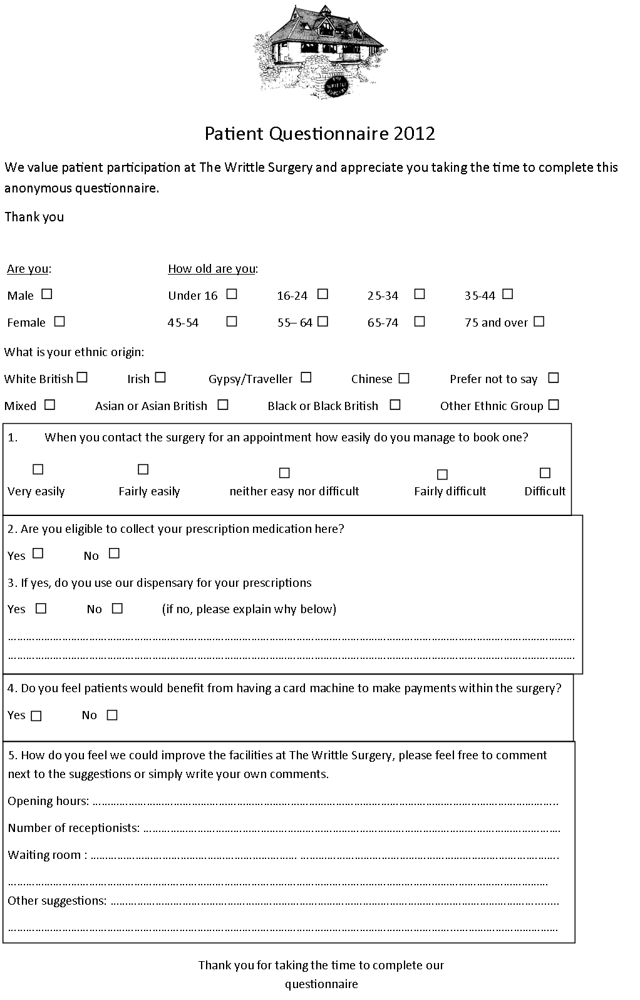 THE
WRITTLE
SURGERY
Patient Questionnaire 2012
We value patient participation at The Writtle Surgery and appreciate you taking the time to complete this
anonymous questionnaire.
Thank you
Are you: How old are you:
Male ☐ Under 16 ☐ 16-24 ☐ 25-34 ☐ 35-44 ☐
Female ☐ 45-54 ☐ 55– 64 ☐ 65-74 ☐ 75 and over ☐
What is your ethnic origin:
White British ☐ Irish ☐ Gypsy/Traveller ☐ Chinese ☐ Prefer not to say ☐
Mixed ☐ Asian or Asian British ☐ Black or Black British ☐ Other Ethnic Group ☐
1. When you contact the surgery for an appointment how easily do you manage to book one?
☐ ☐ ☐ ☐ ☐
Very easily Fairly easily neither easy nor difficult Fairly difficult Difficult
2. Are you eligible to collect your prescription medication here?
Yes ☐ No ☐
3. If yes, do you use our dispensary for your prescriptions
Yes ☐ No ☐ (if no, please explain why below)
................................................................................
................................................................................
4. Do you feel patients would benefit from having a card machine to make payments within the surgery?
Yes ☐ No ☐
5. How do you feel we could improve the facilities at The Writtle Surgery, please feel free to comment
next to the suggestions or simply write your own comments.
Opening hours: ................................................................................
Number of receptionists: ................................................................................
Waiting room : ................................................................................
................................................................................
Other suggestions: ................................................................................
................................................................................
Thank you for taking the time to complete our
questionnaire